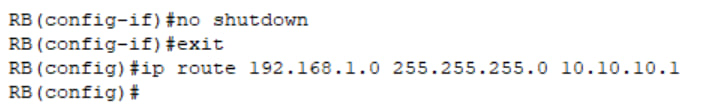 RB(config-if)#no shutdown
RB(config-if)#exit
RB(config)#ip route 192.168.1.0 255.255.255.0 10.10.10.1
RB(config)#